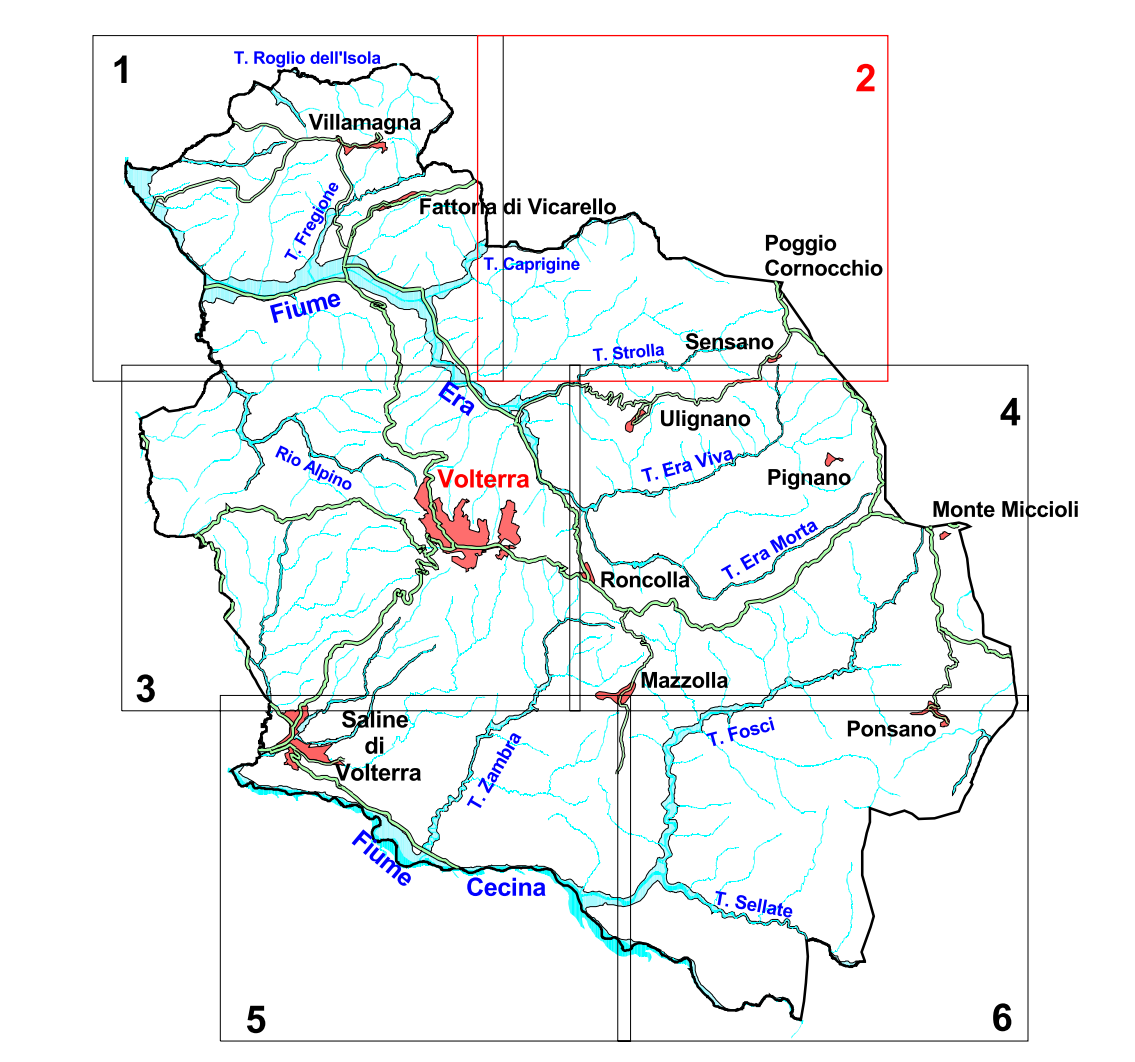 1
T. Roglio dell'Isola
2
Villamagna
T. Fregione
Fattoria di Vicarello
Poggio
Cornocchio
T. Caprigine
Fiume
Sensano
T. Strolla
Era
Ulignano
4
Rio Alpino
T. Era Viva
Volterra
Pignano
Monte Miccioli
T. Era Morta
Roncolla
3
Mazzolla
Saline
di
Volterra
T. Zambra
T. Fosci
Ponsano
Fiume
Cecina
T. Sellate
5
6